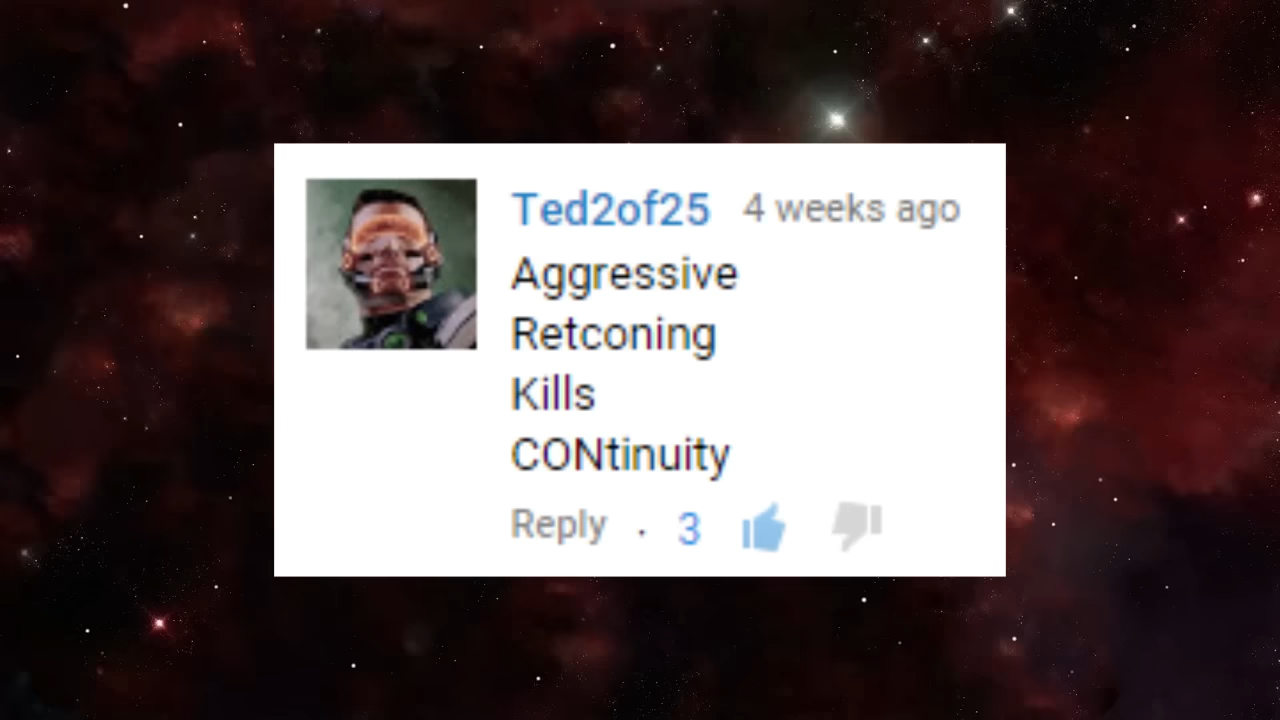 Ted2of25 4 weeks ago
Aggressive
Retconing
Kills
CONtinuity
Reply · 3